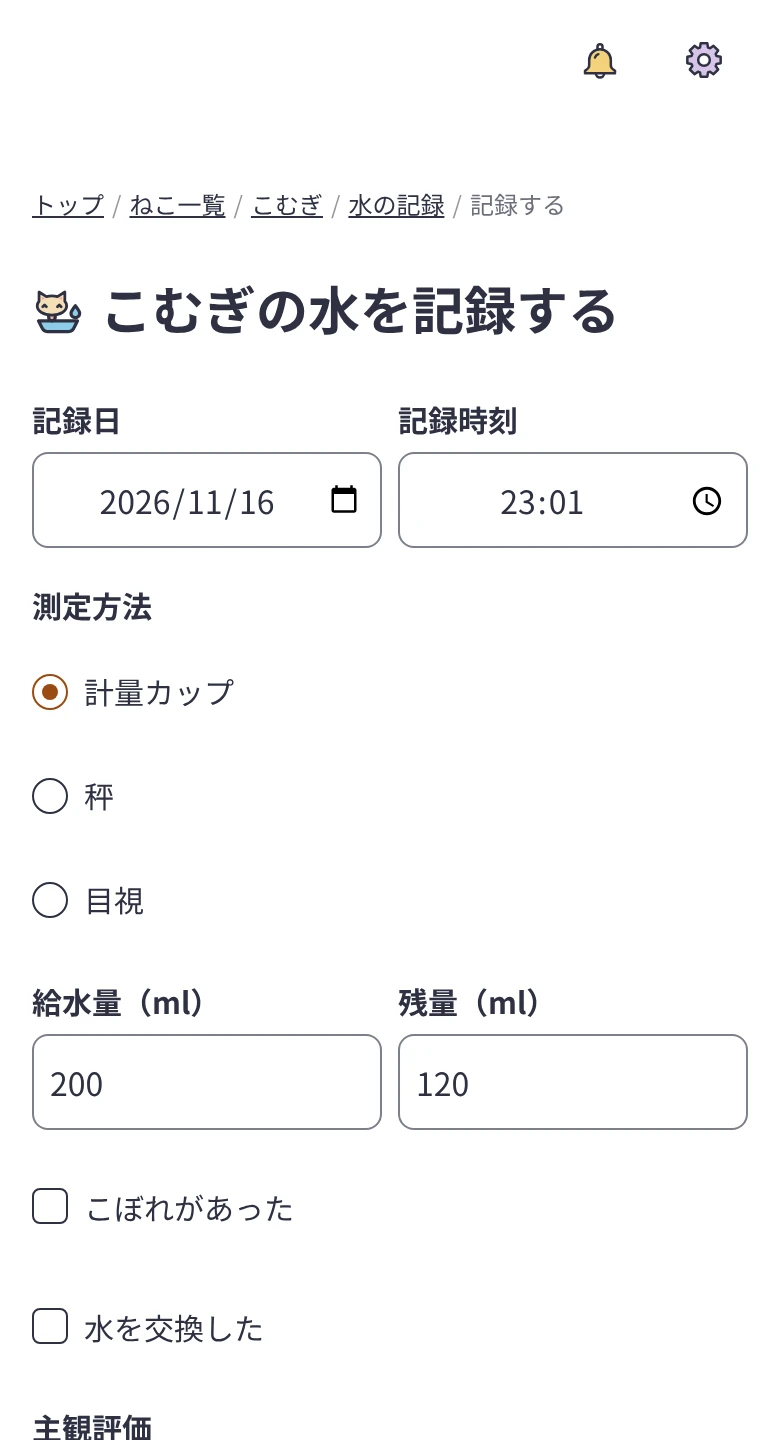 トップ / ねこ一覧 / こむぎ / 水の記録 / 記録する
こむぎの水を記録する
記録日 記録時刻
2026/11/16 23:01
測定方法
計量カップ
秤
目視
給水量（ml） 残量（ml）
200 120
こぼれがあった
水を交換した
主観評価